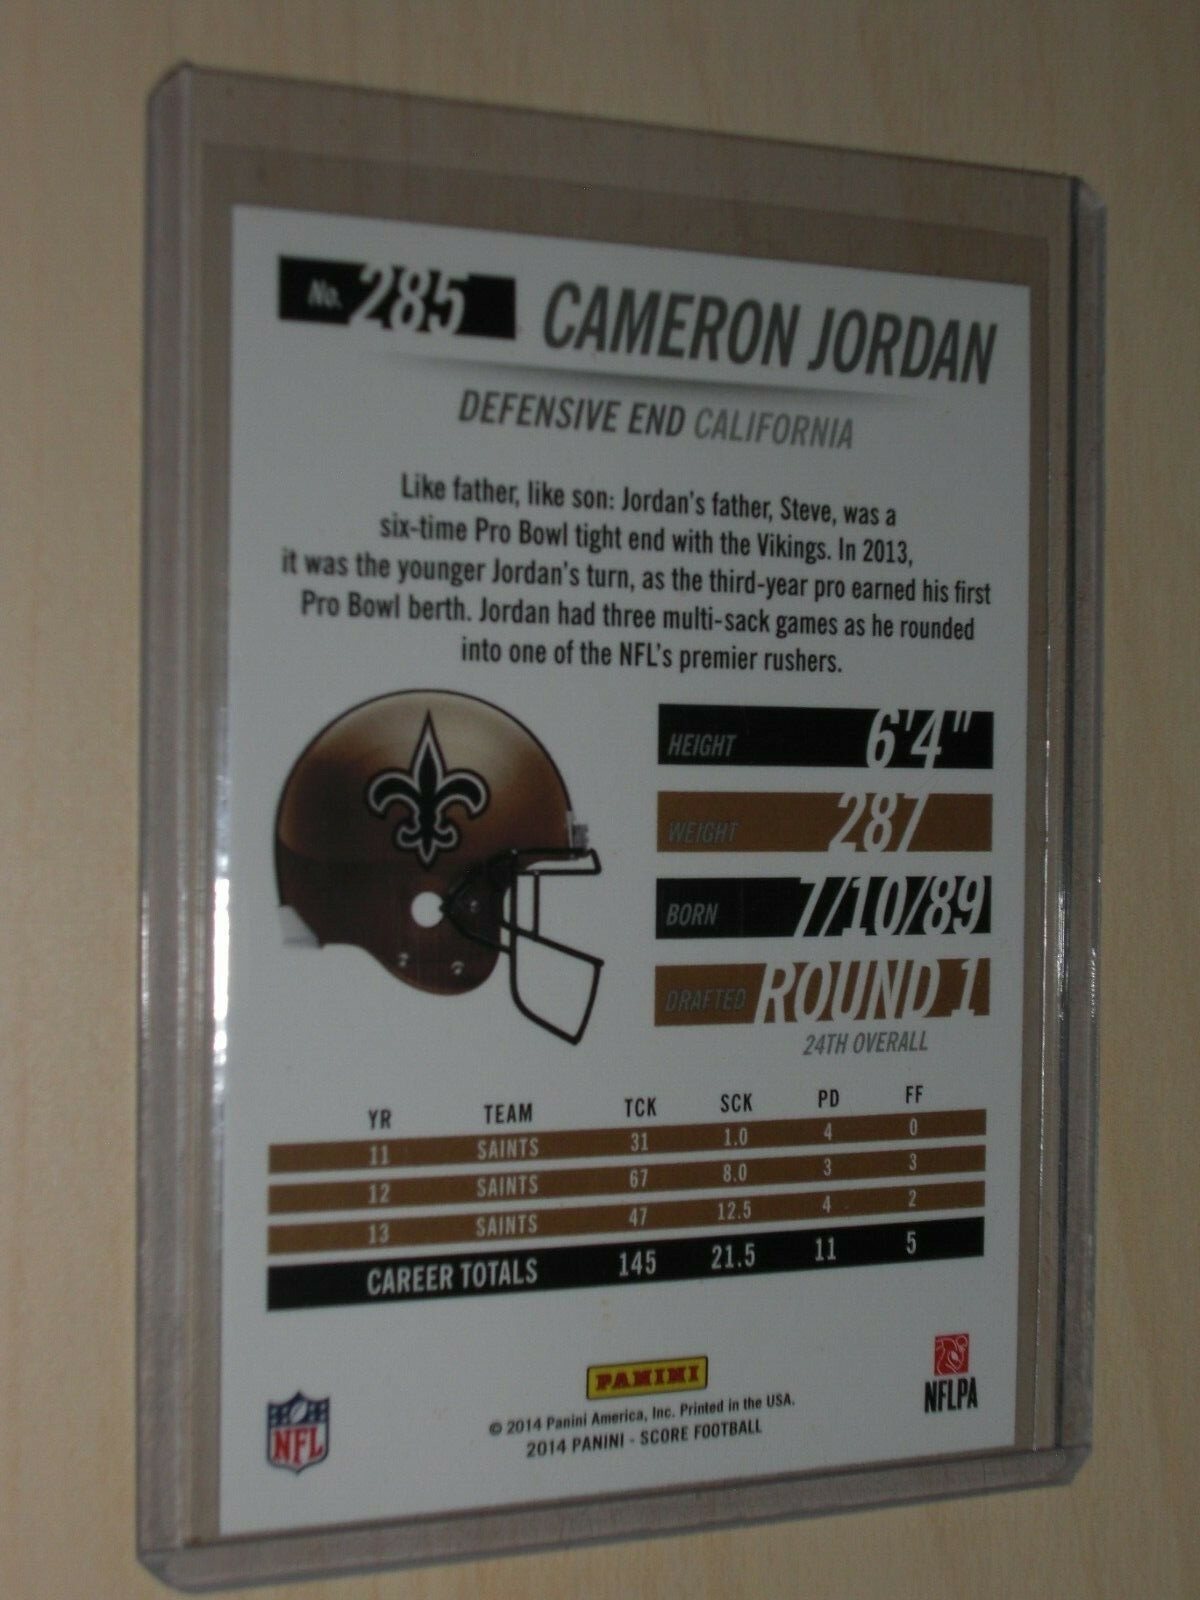 No. 285 CAMERON JORDAN
DEFENSIVE END CALIFORNIA
Like father, like son: Jordan's father, Steve, was a
six-time Pro Bowl tight end with the Vikings. In 2013,
it was the younger Jordan's turn, as the third-year pro earned his first
Pro Bowl berth. Jordan had three multi-sack games as he rounded
into one of the NFL's premier rushers.
HEIGHT 6'4"
WEIGHT 287
BORN 7/10/89
DRAFTED ROUND 1
24TH OVERALL
YR TEAM TCK SCK PD FF
11 SAINTS 31 1.0 4 0
12 SAINTS 67 8.0 3 3
13 SAINTS 47 12.5 4 2
CAREER TOTALS 145 21.5 11 5
PANINI
NFL
© 2014 Panini America, Inc. Printed in the USA.
2014 PANINI - SCORE FOOTBALL
NFLPA